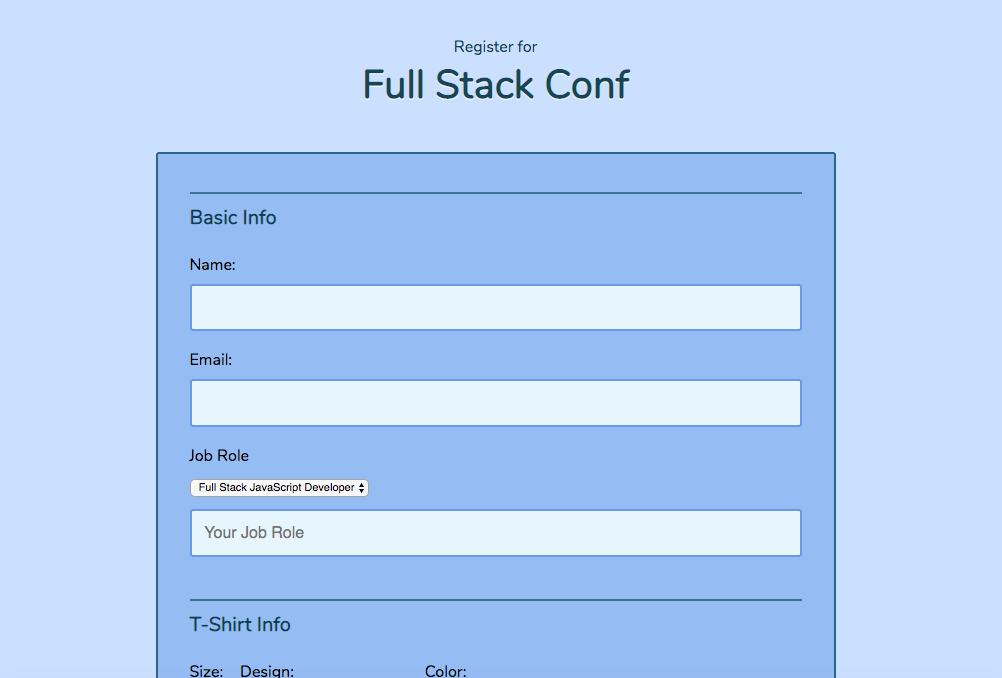 Register for
Full Stack Conf
Basic Info
Name:
Email:
Job Role
Full Stack JavaScript Developer
Your Job Role
T-Shirt Info
Size: Design: Color: